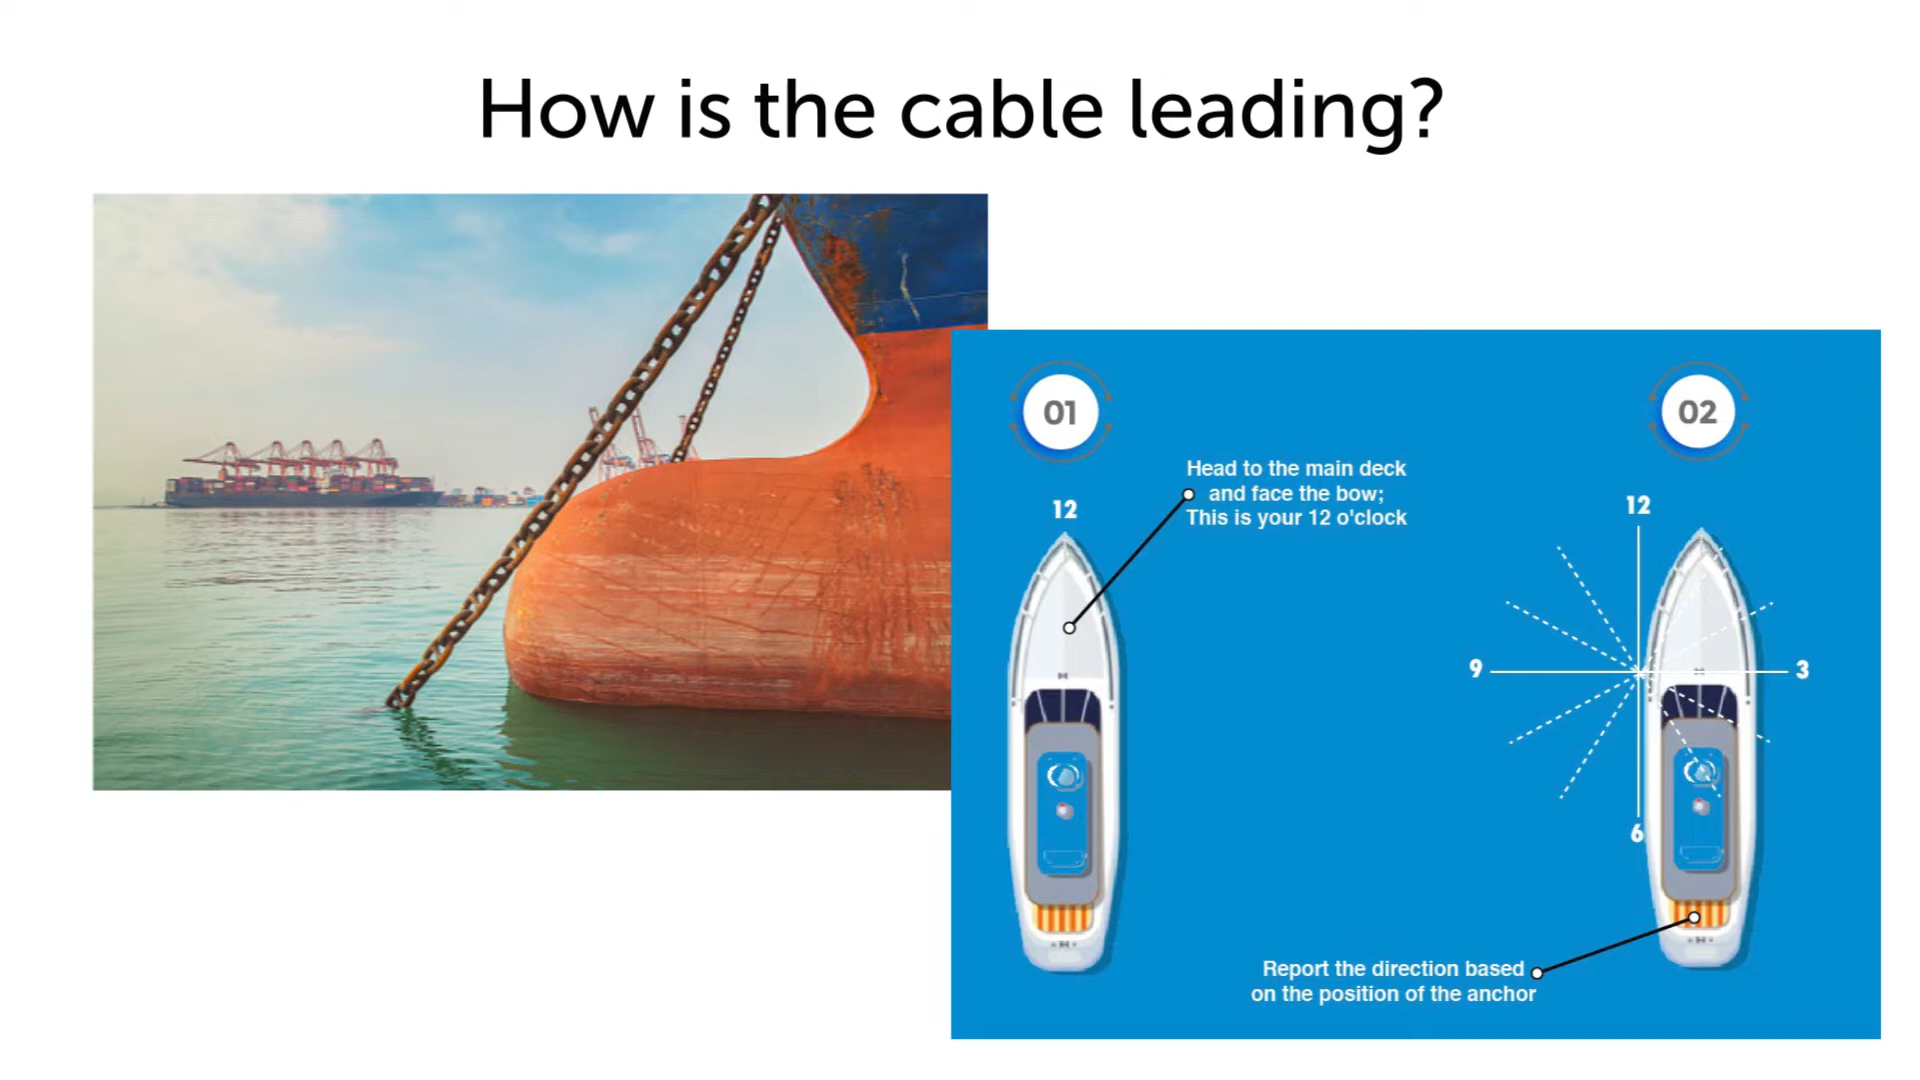 How is the cable leading?
01
02
Head to the main deck
and face the bow;
This is your 12 o'clock
12
12
9
3
6
Report the direction based
on the position of the anchor